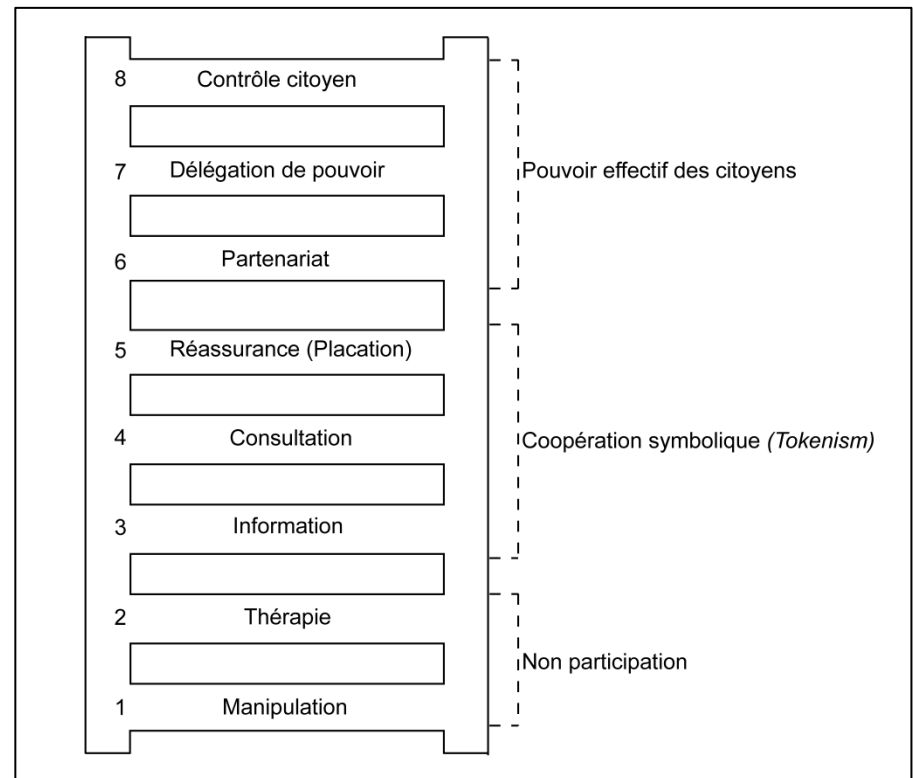 8 Contrôle citoyen
7 Délégation de pouvoir
Pouvoir effectif des citoyens
6 Partenariat
5 Réassurance (Placation)
4 Consultation
Coopération symbolique (Tokenism)
3 Information
2 Thérapie
Non participation
1 Manipulation